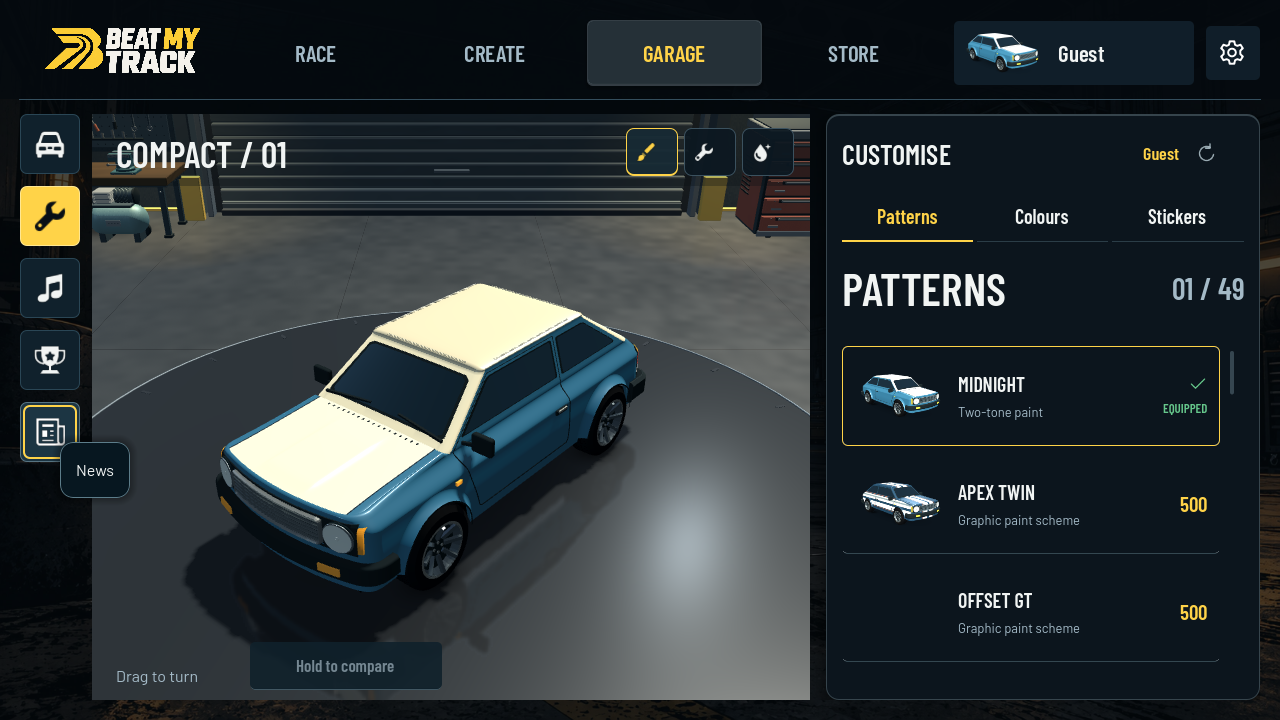 BEAT MY
TRACK
RACE
CREATE
GARAGE
STORE
Guest
COMPACT / 01
CUSTOMISE
Guest
Patterns
Colours
Stickers
PATTERNS
01 / 49
MIDNIGHT
Two-tone paint
EQUIPPED
APEX TWIN
Graphic paint scheme
500
OFFSET GT
Graphic paint scheme
500
News
Hold to compare
Drag to turn